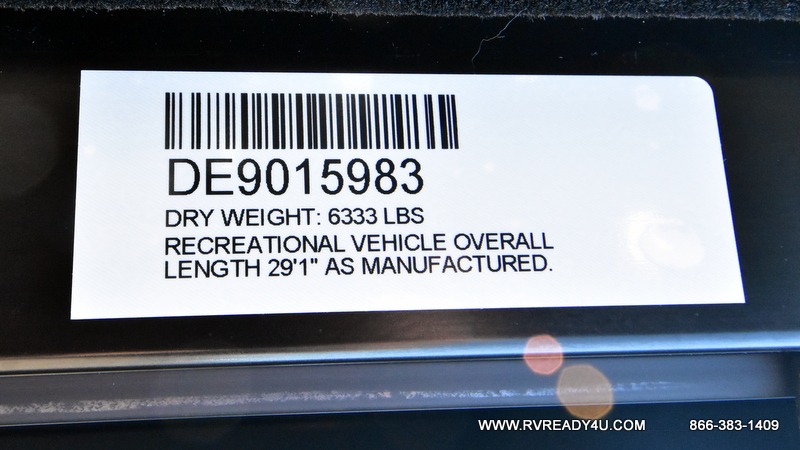 DE9015983
DRY WEIGHT: 6333 LBS
RECREATIONAL VEHICLE OVERALL
LENGTH 29'1" AS MANUFACTURED.
WWW.RVREADY4U.COM 866-383-1409